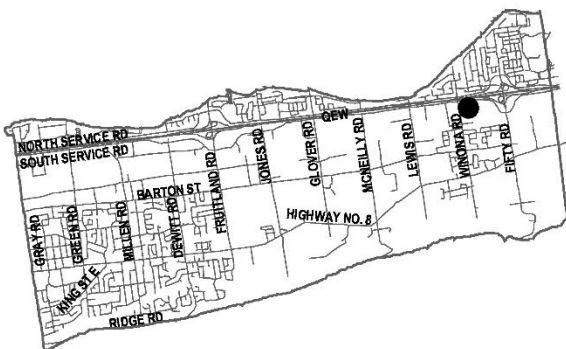 NORTH SERVICE RD
SOUTH SERVICE RD
QEW
BARTON ST
HIGHWAY NO. 8
GRAY RD
GREEN RD
MILLEN RD
DEWITT RD
FRUITLAND RD
JONES RD
GLOVER RD
MCNEILLY RD
LEWIS RD
WINONA RD
FIFTY RD
KING ST E
RIDGE RD